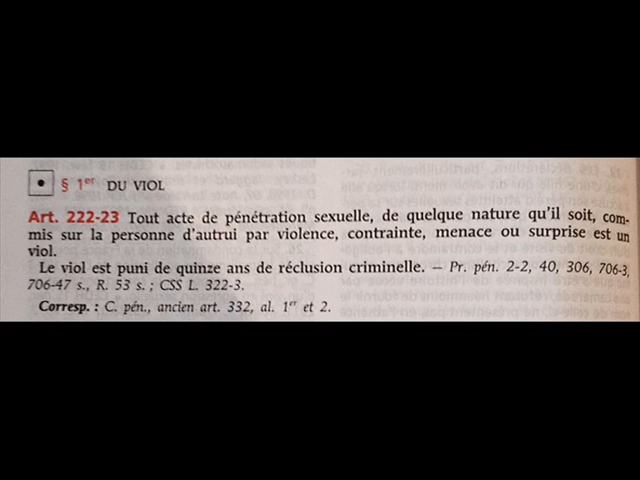 § 1er DU VIOL
Art. 222-23 Tout acte de pénétration sexuelle, de quelque nature qu'il soit, com-
mis sur la personne d'autrui par violence, contrainte, menace ou surprise est un
viol.
Le viol est puni de quinze ans de réclusion criminelle. – Pr. pén. 2-2, 40, 306, 706-3,
706-47 s., R. 53 s. ; CSS L. 322-3.
Corresp. : C. pén., ancien art. 332, al. 1er et 2.